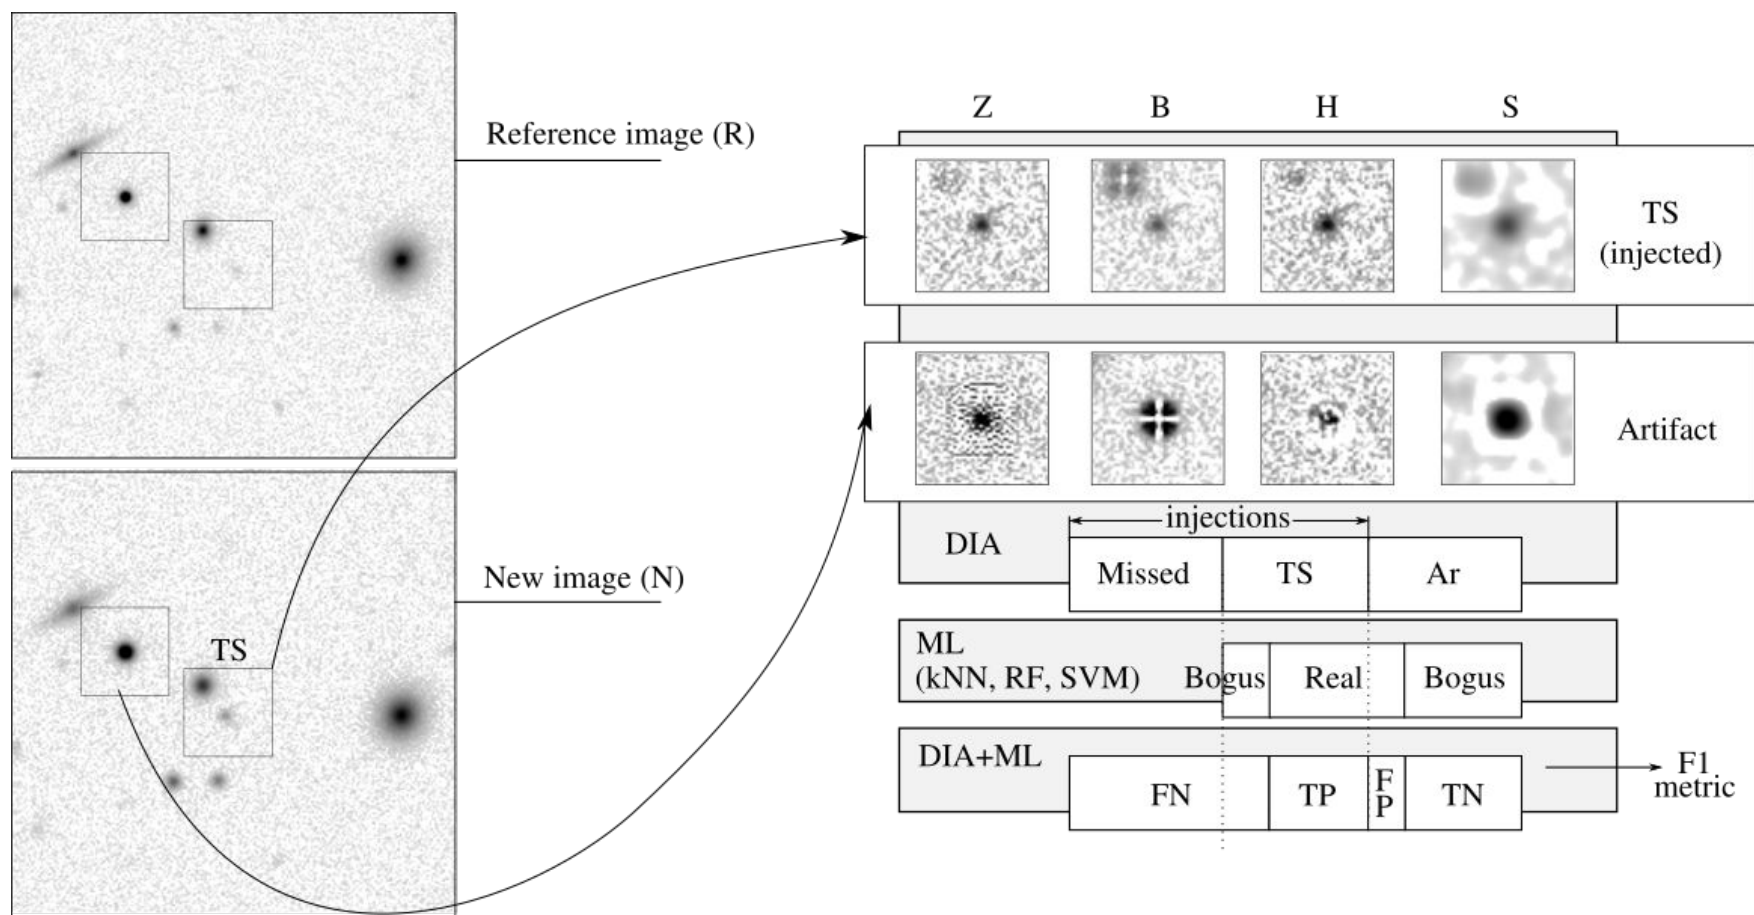 Reference image (R)
New image (N)
TS
Z B H S
TS
(injected)
Artifact
injections
DIA
Missed TS Ar
ML
(kNN, RF, SVM)
Bogus Real Bogus
DIA+ML
FN TP FP TN
F1
metric